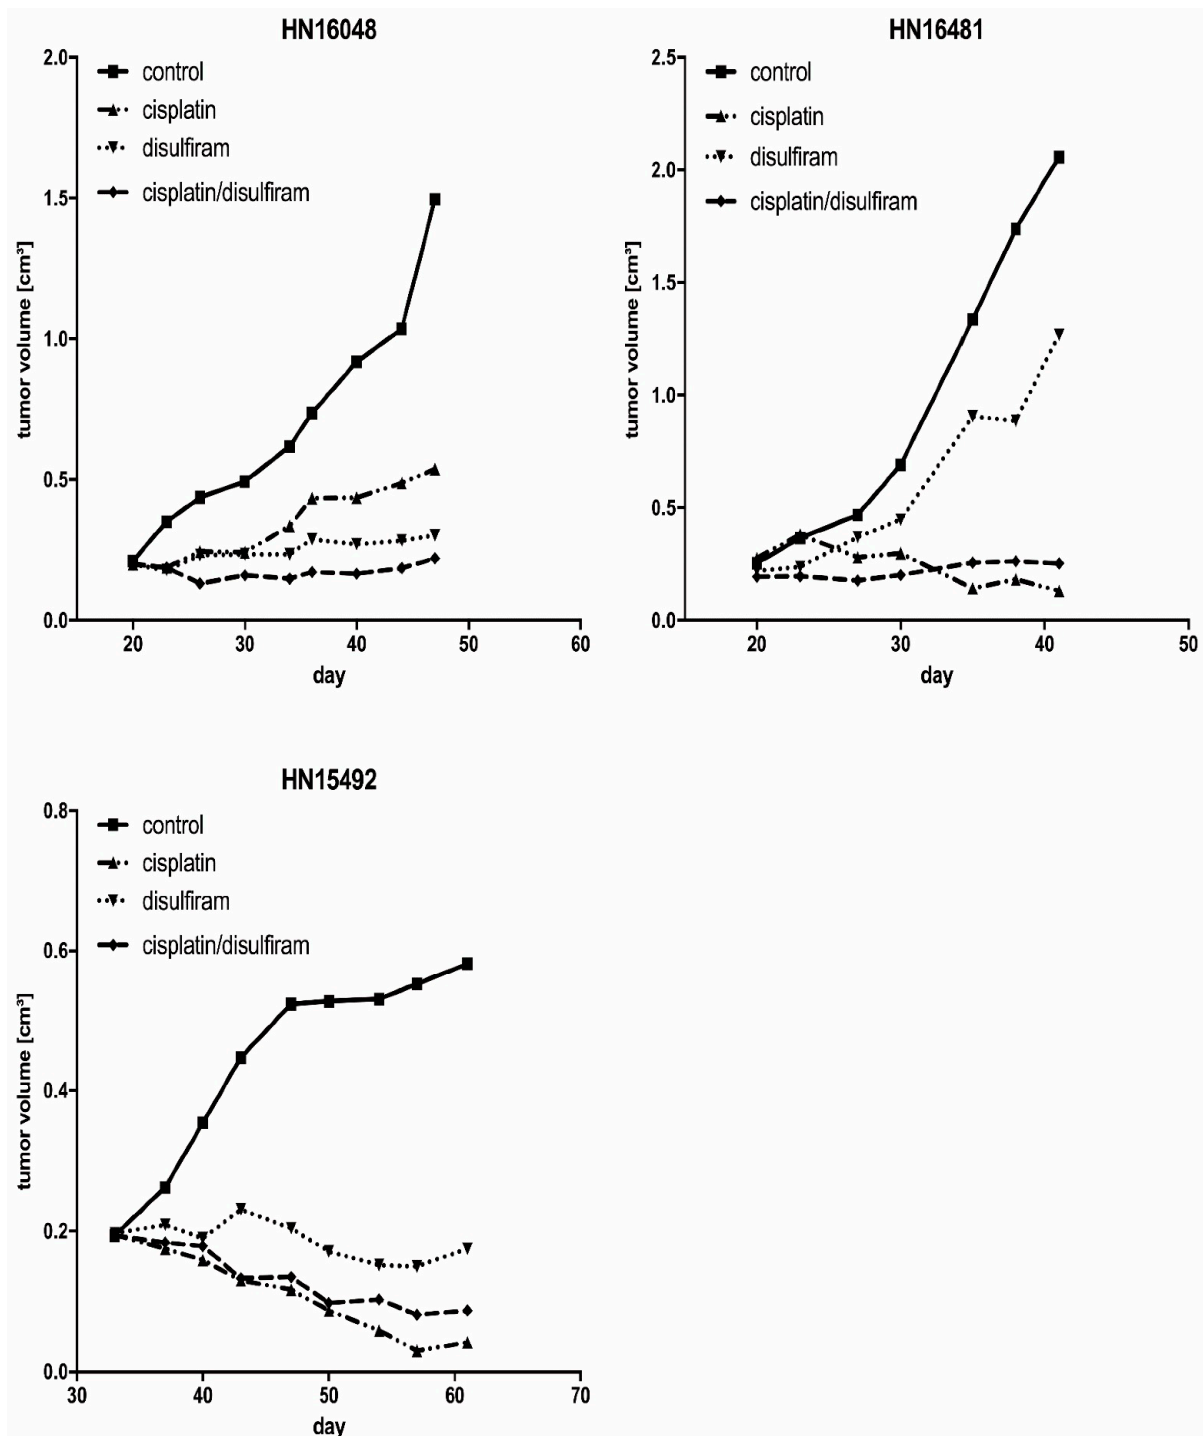 HN16048
2.0
1.5
1.0
0.5
0.0
tumor volume [cm³]
control
cisplatin
disulfiram
cisplatin/disulfiram
20 30 40 50 60
day
HN16481
2.5
2.0
1.5
1.0
0.5
0.0
tumor volume [cm³]
control
cisplatin
disulfiram
cisplatin/disulfiram
20 30 40 50
day
HN15492
0.8
0.6
0.4
0.2
0.0
tumor volume [cm³]
control
cisplatin
disulfiram
cisplatin/disulfiram
30 40 50 60 70
day